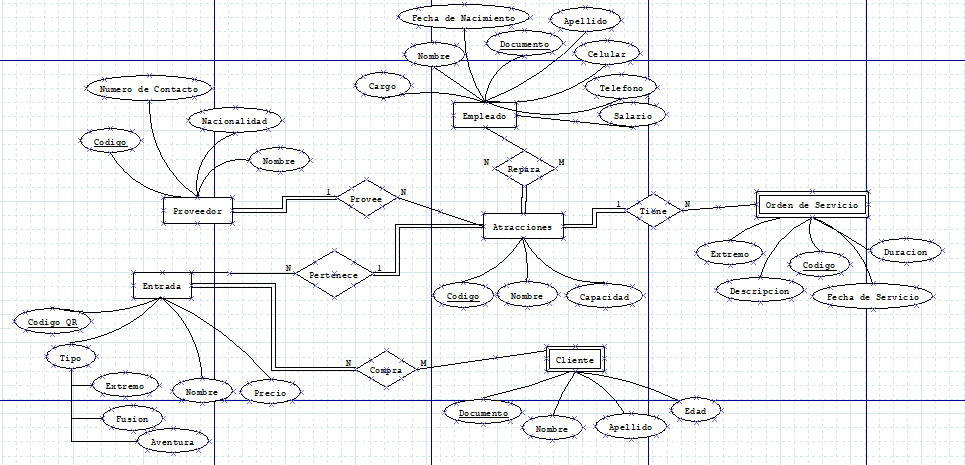 Fecha de Nacimiento
Apellido
Documento
Nombre
Celular
Cargo
Telefono
Numero de Contacto
Empleado
Salario
Nacionalidad
Codigo
Nombre
N
Repara
M
Proveedor
1
Provee
N
Atracciones
1
Tiene
N
Orden de Servicio
Extremo
Codigo
Duracion
Descripcion
Fecha de Servicio
Entrada
N
Pertenece
1
Codigo
Nombre
Capacidad
Codigo QR
Tipo
Extremo
Nombre
Precio
Fusion
Aventura
N
Compra
M
Cliente
Documento
Nombre
Apellido
Edad